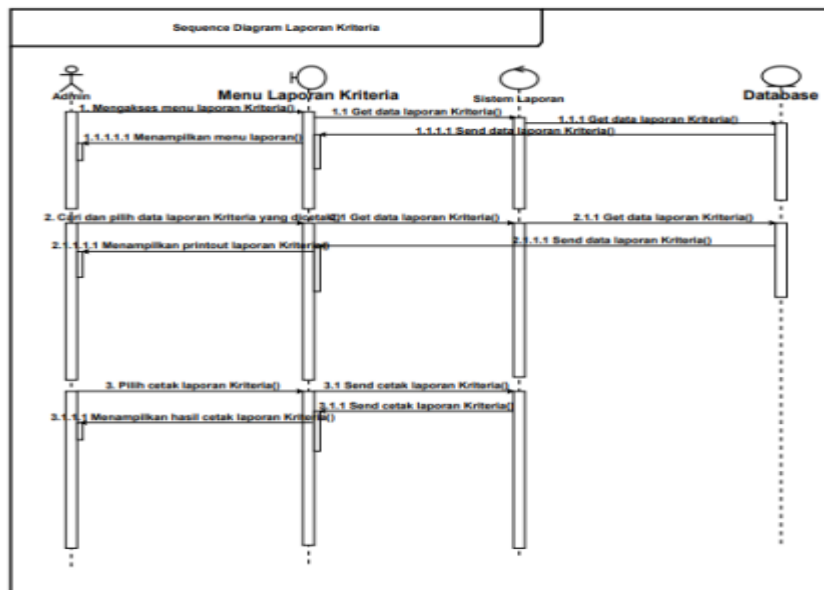 Sequence Diagram Laporan Kriteria
Admin
Menu Laporan Kriteria
Sistem Laporan
Database
1. Mengakses menu laporan Kriteria()
1.1 Get data laporan Kriteria()
1.1.1 Get data laporan Kriteria()
1.1.1.1 Send data laporan Kriteria()
1.1.1.1.1 Menampilkan menu laporan()
2. Cari dan pilih data laporan Kriteria yang dicetak()
2.1 Get data laporan Kriteria()
2.1.1 Get data laporan Kriteria()
2.1.1.1 Send data laporan Kriteria()
2.1.1.1.1 Menampilkan printout laporan Kriteria()
3. Pilih cetak laporan Kriteria()
3.1 Send cetak laporan Kriteria()
3.1.1 Send cetak laporan Kriteria()
3.1.1.1 Menampilkan hasil cetak laporan Kriteria()